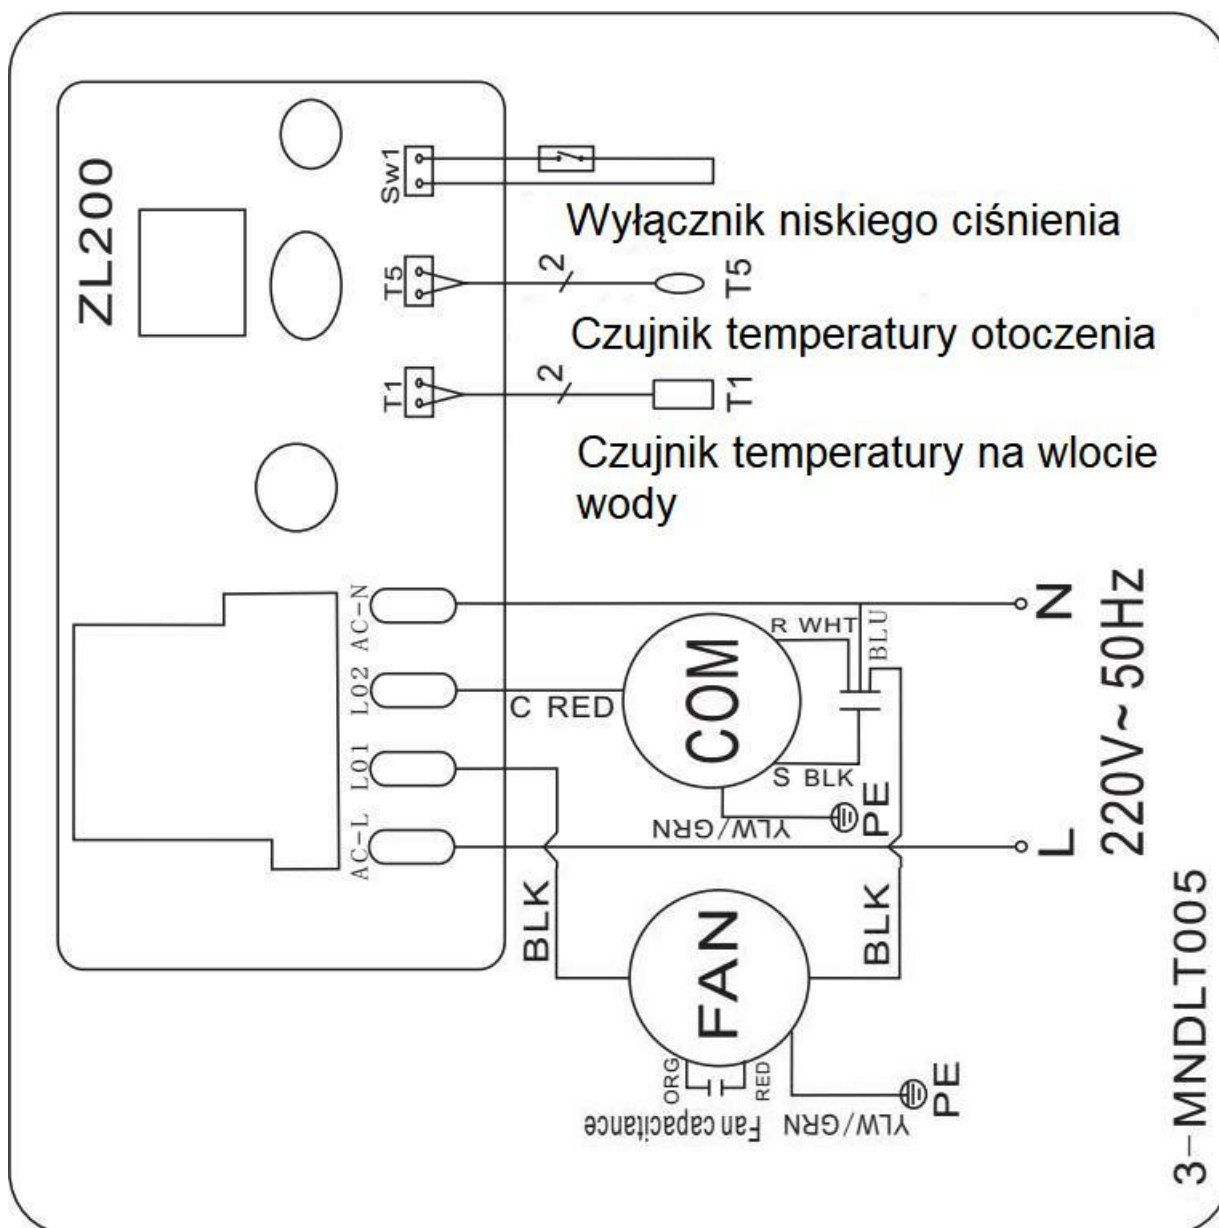 ZL200
Sw1
Wyłącznik niskiego ciśnienia
T5
2
T5
Czujnik temperatury otoczenia
T1
2
T1
Czujnik temperatury na wlocie
wody
AC-N
N
R WHT
BLU
COM
LO2
C RED
220V~ 50Hz
LO1
S BLK
PE
YLW/GRN
AC-L
L
BLK
BLK
FAN
ORG
RED
Fan capacitance
YLW/GRN
PE
3-MNDLT005